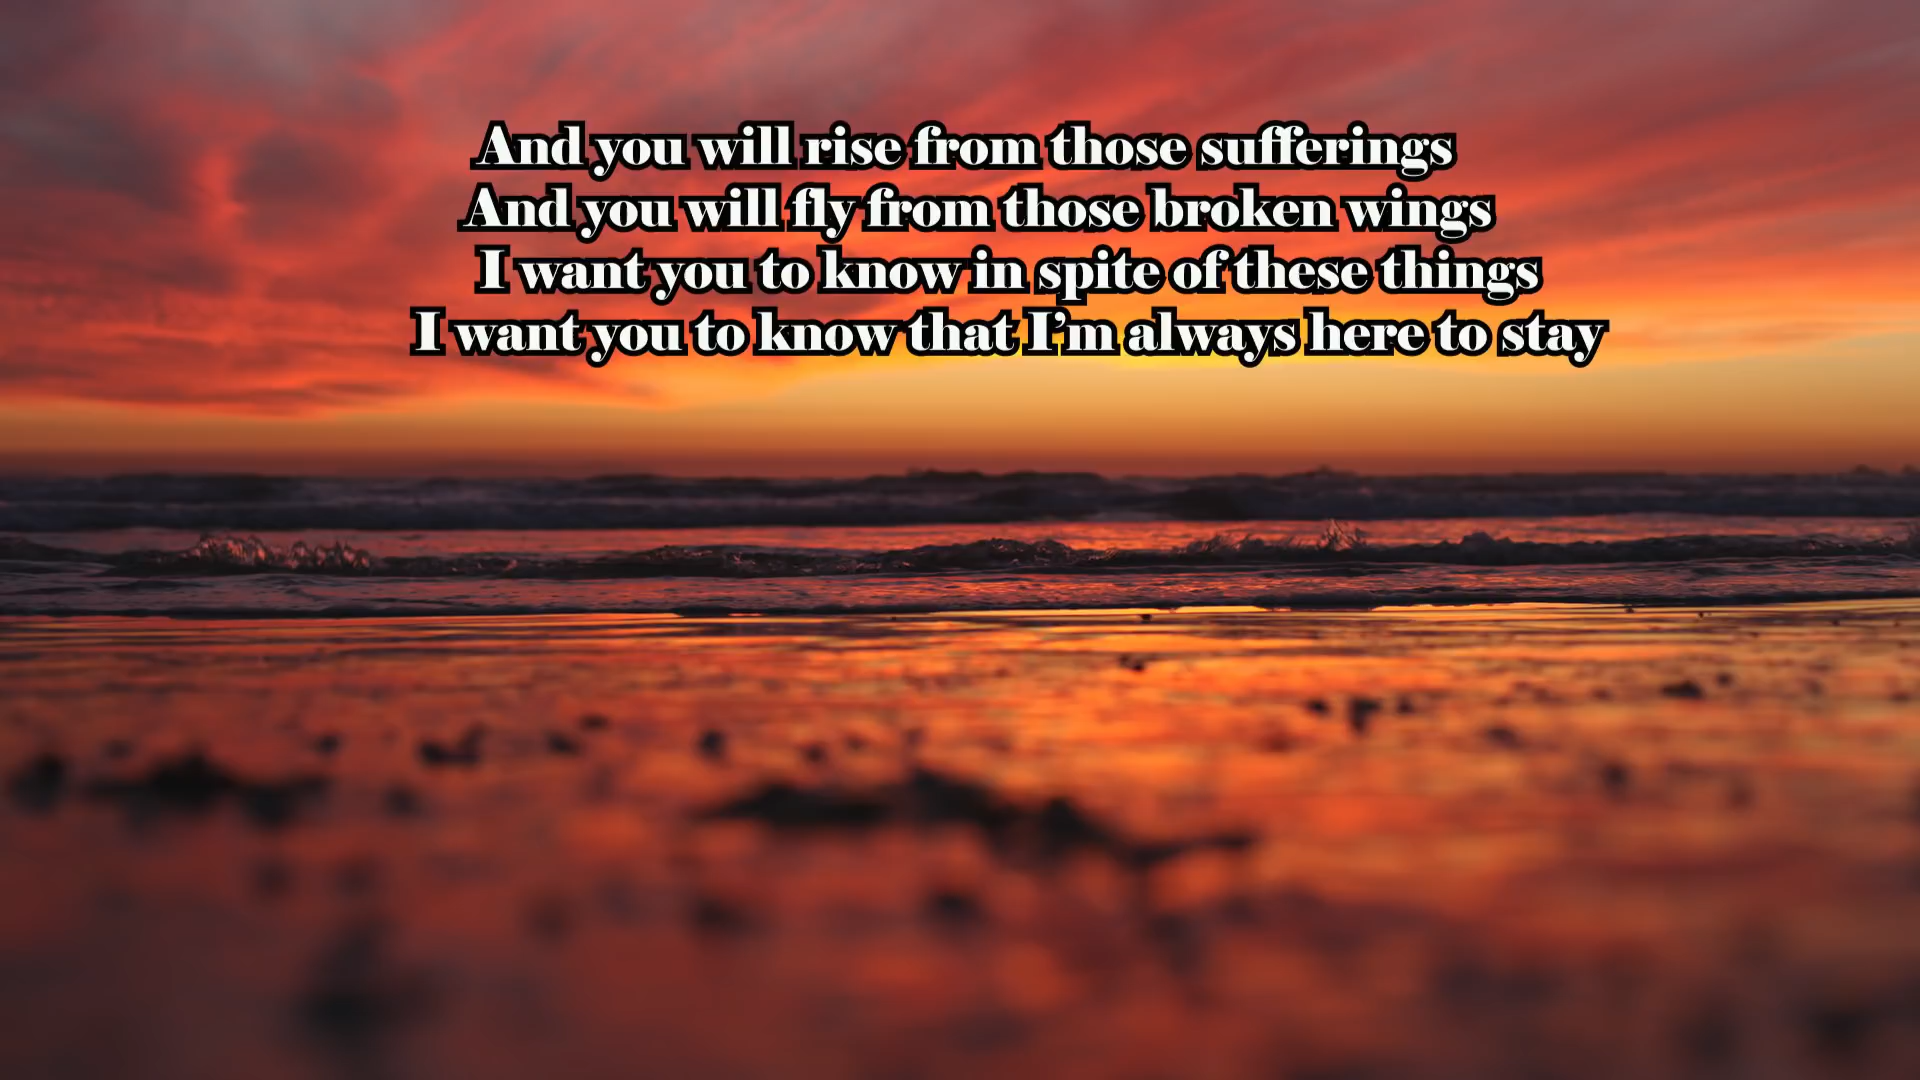 And you will rise from those sufferings
And you will fly from those broken wings
I want you to know in spite of these things
I want you to know that I’m always here to stay